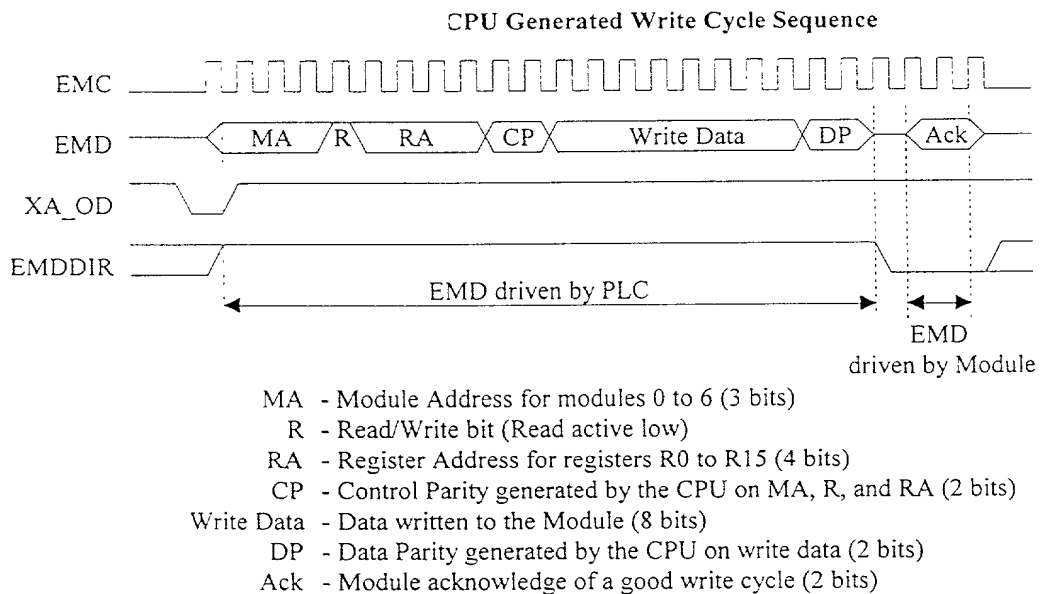 CPU Generated Write Cycle Sequence
EMC
EMD MA R RA CP Write Data DP Ack
XA_OD
EMDDIR
EMD driven by PLC
EMD
driven by Module
MA - Module Address for modules 0 to 6 (3 bits)
R - Read/Write bit (Read active low)
RA - Register Address for registers R0 to R15 (4 bits)
CP - Control Parity generated by the CPU on MA, R, and RA (2 bits)
Write Data - Data written to the Module (8 bits)
DP - Data Parity generated by the CPU on write data (2 bits)
Ack - Module acknowledge of a good write cycle (2 bits)